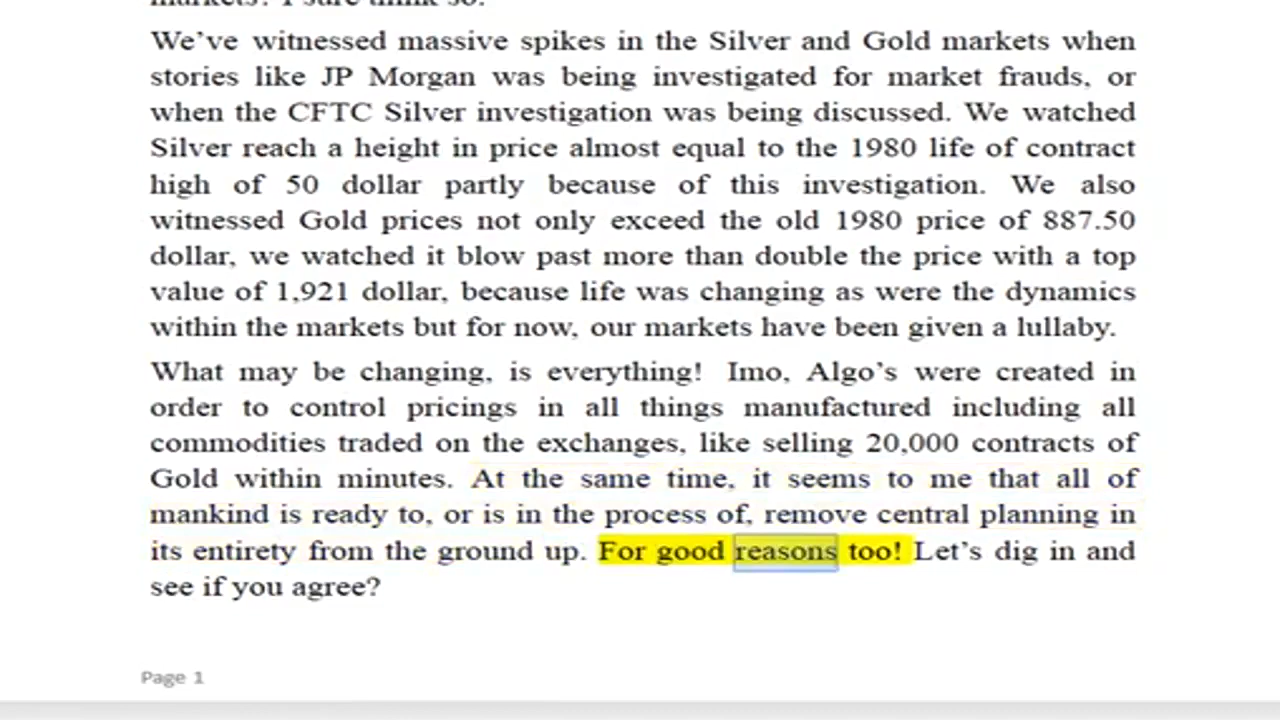 markets? I sure think so.
We've witnessed massive spikes in the Silver and Gold markets when
stories like JP Morgan was being investigated for market frauds, or
when the CFTC Silver investigation was being discussed. We watched
Silver reach a height in price almost equal to the 1980 life of contract
high of 50 dollar partly because of this investigation. We also
witnessed Gold prices not only exceed the old 1980 price of 887.50
dollar, we watched it blow past more than double the price with a top
value of 1,921 dollar, because life was changing as were the dynamics
within the markets but for now, our markets have been given a lullaby.
What may be changing, is everything! Imo, Algo's were created in
order to control pricings in all things manufactured including all
commodities traded on the exchanges, like selling 20,000 contracts of
Gold within minutes. At the same time, it seems to me that all of
mankind is ready to, or is in the process of, remove central planning in
its entirety from the ground up. For good reasons too! Let's dig in and
see if you agree?
Page 1